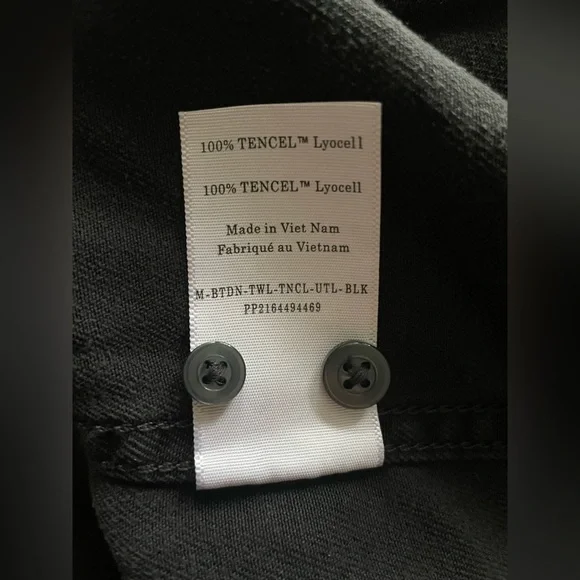 100% TENCEL™ Lyocell
100% TENCEL™ Lyocell
Made in Viet Nam
Fabriqué au Vietnam
M-BTDN-TWL-TNCL-UTL-BLK
PP2164494469